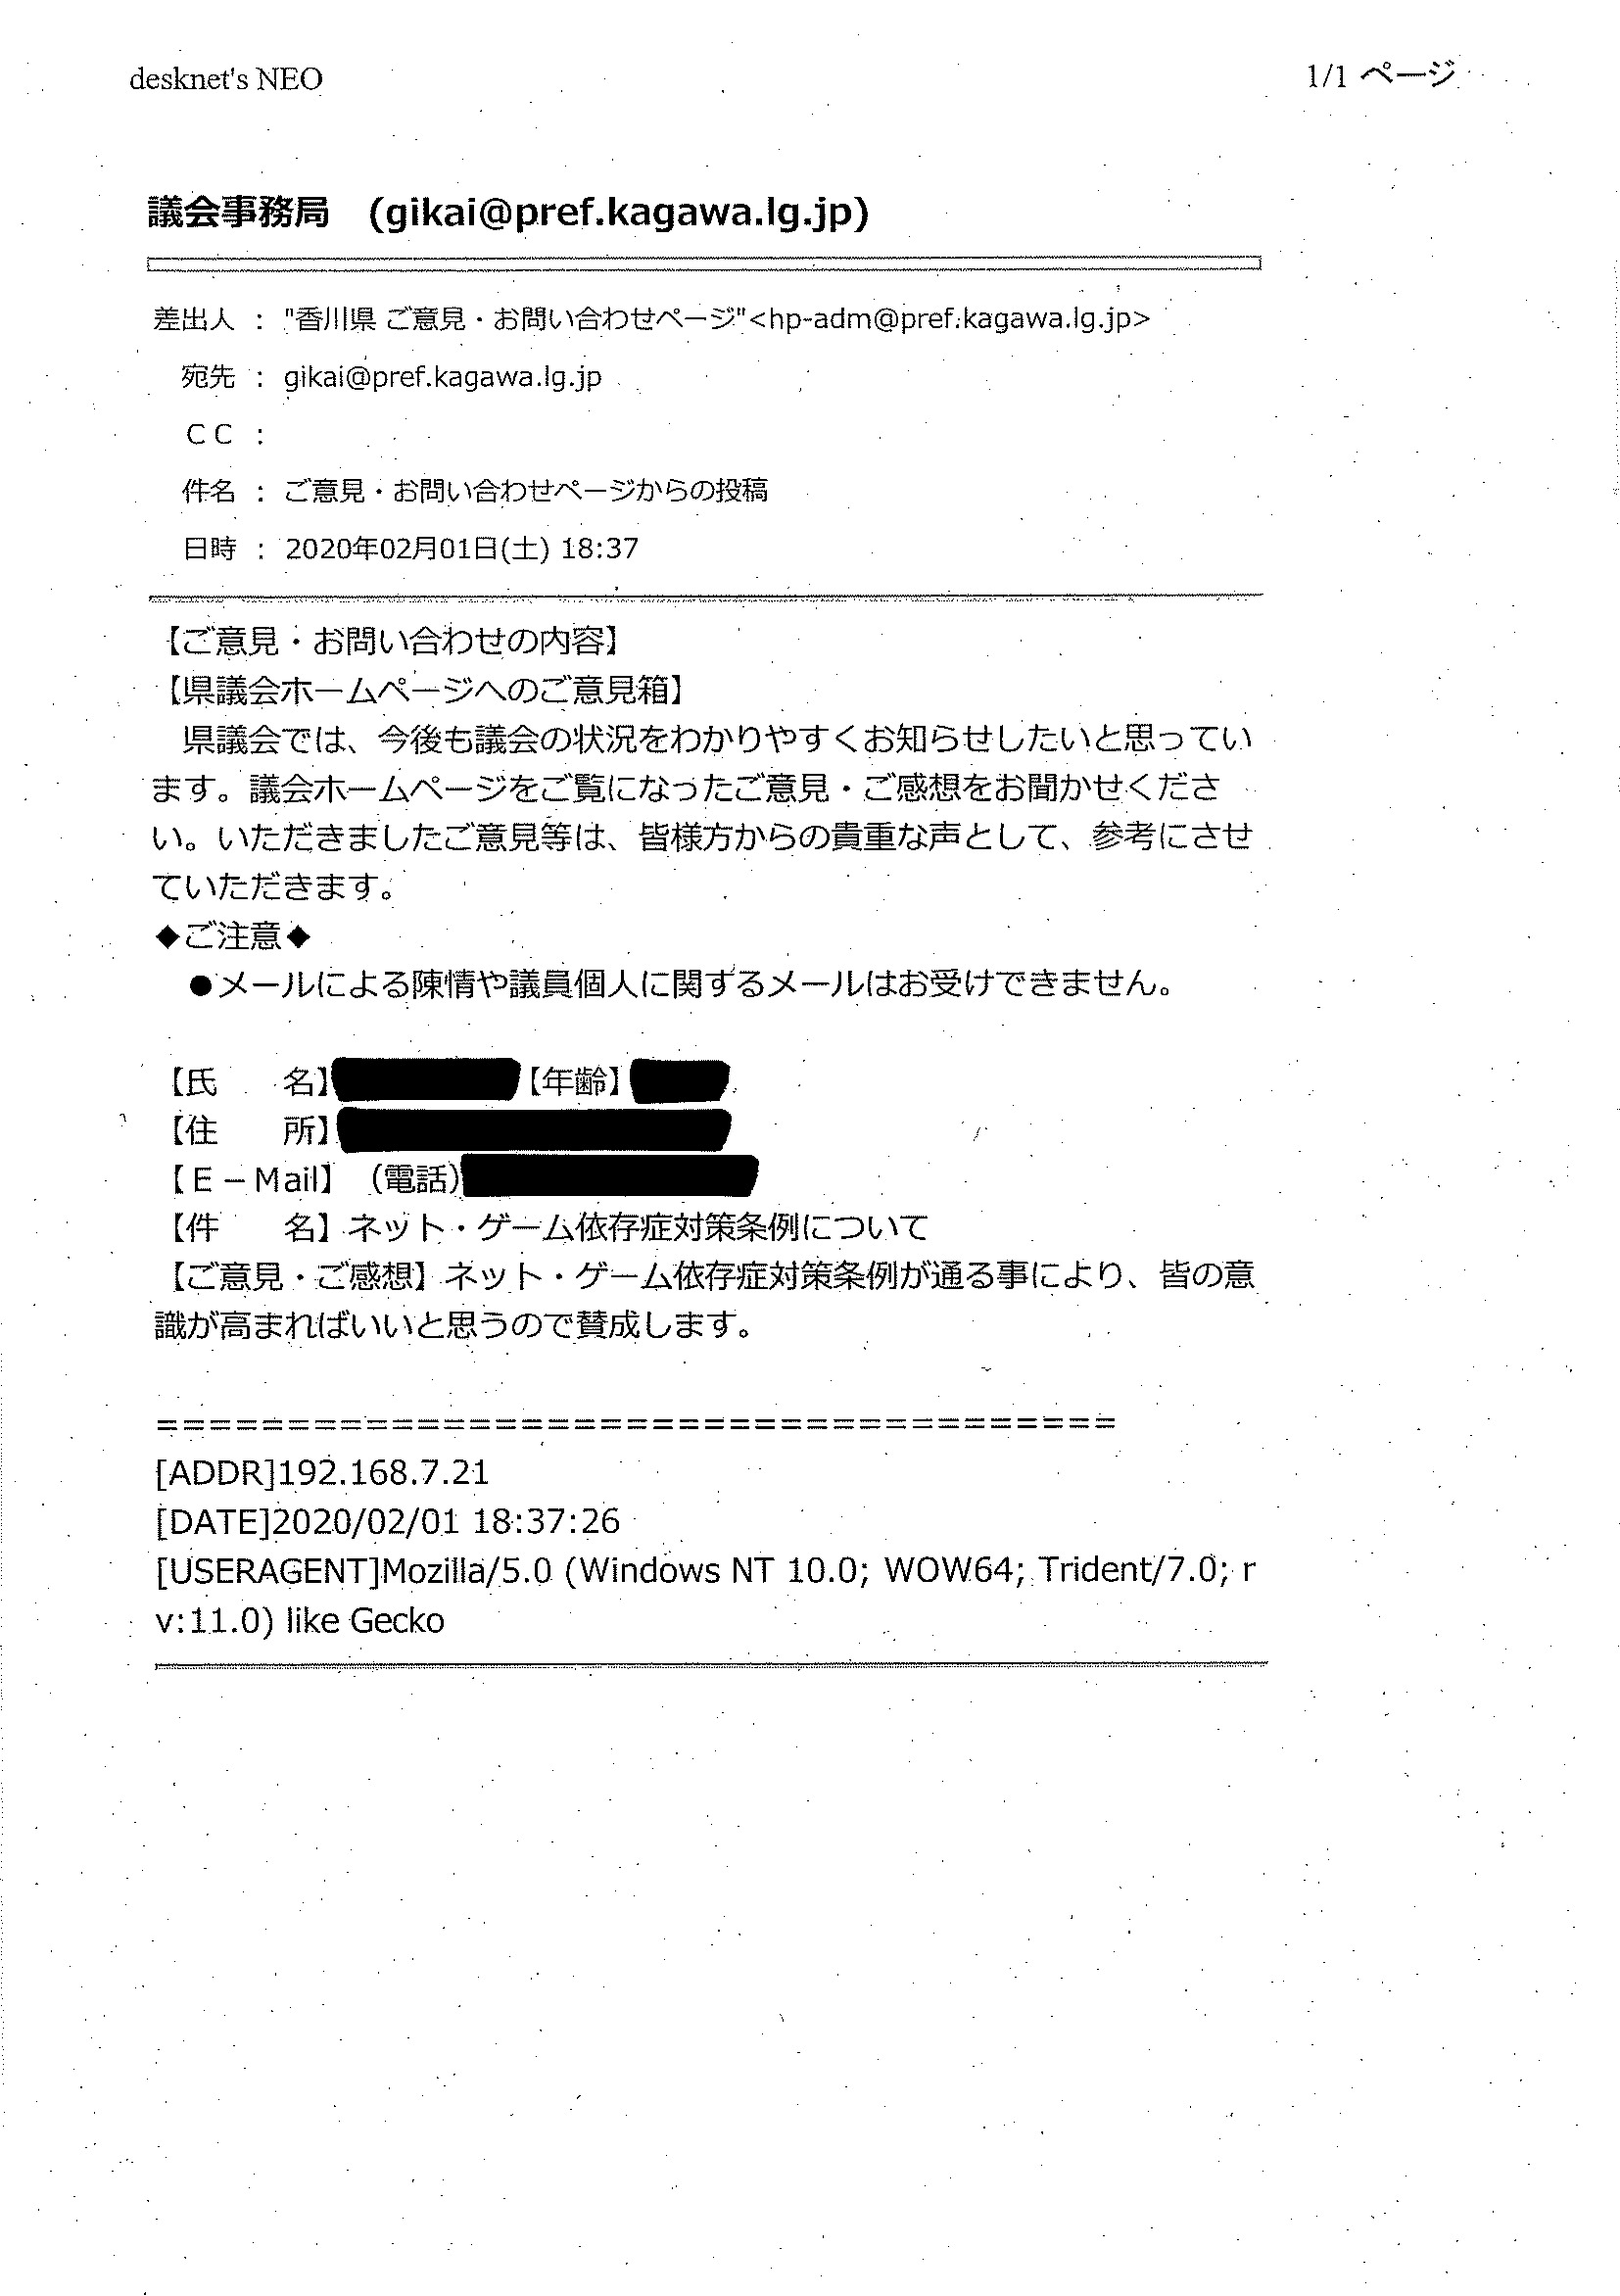 desknet's NEO
1/1 ページ
議会事務局 (gikai@pref.kagawa.lg.jp)
差出人 : "香川県 ご意見・お問い合わせページ"<hp-adm@pref.kagawa.lg.jp>
宛先 : gikai@pref.kagawa.lg.jp
CC :
件名 : ご意見・お問い合わせページからの投稿
日時 : 2020年02月01日(土) 18:37
【ご意見・お問い合わせの内容】
【県議会ホームページへのご意見箱】
県議会では、今後も議会の状況をわかりやすくお知らせしたいと思ってい
ます。議会ホームページをご覧になったご意見・ご感想をお聞かせくださ
い。いただきましたご意見等は、皆様方からの貴重な声として、参考にさせ
ていただきます。
◆ご注意◆
●メールによる陳情や議員個人に関するメールはお受けできません。
【氏　　名】【年齢】
【住　　所】
【E－Mail】（電話）
【件　　名】ネット・ゲーム依存症対策条例について
【ご意見・ご感想】ネット・ゲーム依存症対策条例が通る事により、皆の意
識が高まればいいと思うので賛成します。
=====================================
[ADDR]192.168.7.21
[DATE]2020/02/01 18:37:26
[USERAGENT]Mozilla/5.0 (Windows NT 10.0; WOW64; Trident/7.0; r
v:11.0) like Gecko